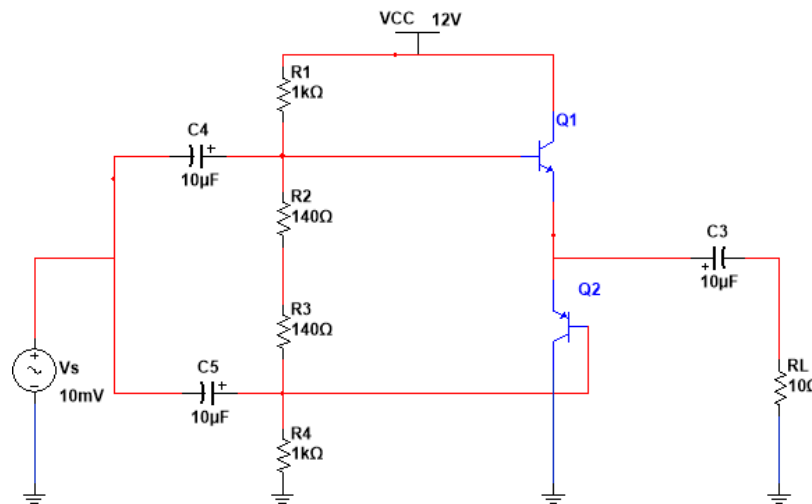 VCC 12V
R1
1kΩ
Q1
C4
+
10µF
R2
140Ω
C3
+
10µF
Q2
R3
140Ω
Vs
10mV
C5
+
10µF
RL
10Ω
R4
1kΩ